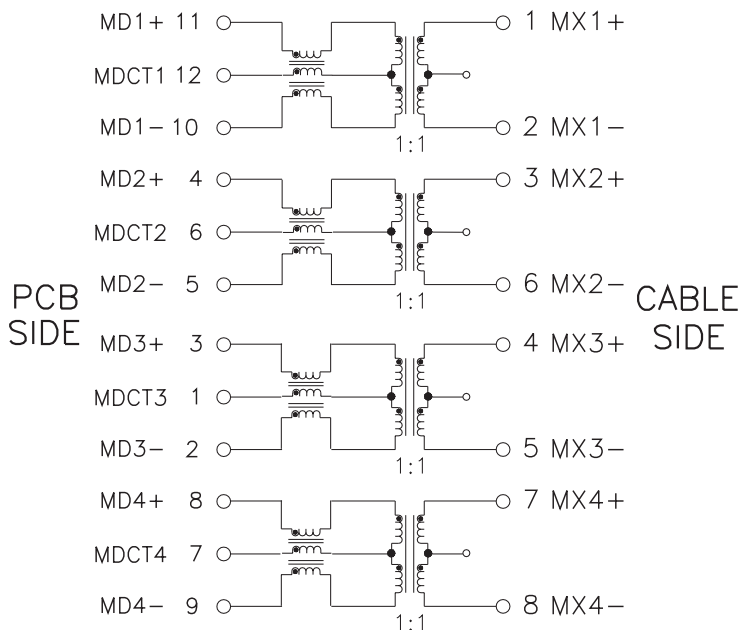 MD1+ 11 1 MX1+
MDCT1 12
MD1- 10 2 MX1-
1:1
MD2+ 4 3 MX2+
MDCT2 6
MD2- 5 6 MX2-
1:1
PCB
SIDE
CABLE
SIDE
MD3+ 3 4 MX3+
MDCT3 1
MD3- 2 5 MX3-
1:1
MD4+ 8 7 MX4+
MDCT4 7
MD4- 9 8 MX4-
1:1